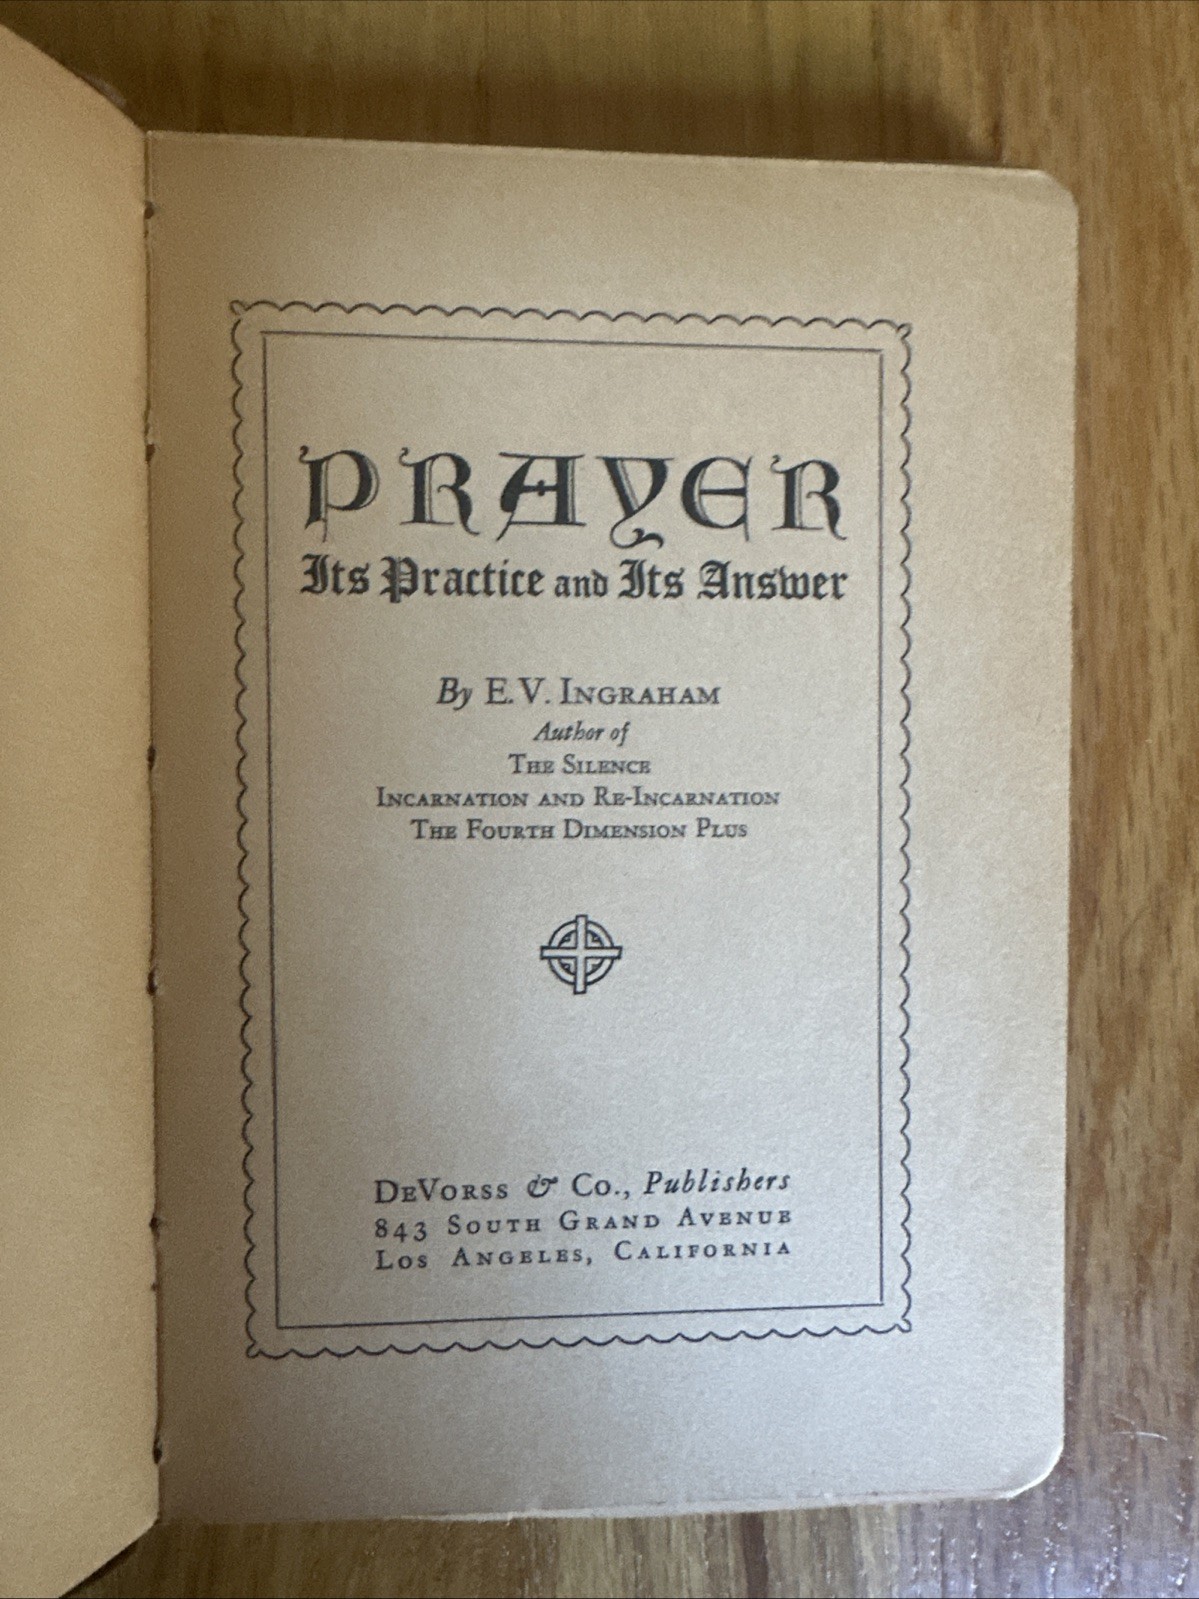 PRAYER
Its Practice and Its Answer
By E. V. INGRAHAM
Author of
THE SILENCE
INCARNATION AND RE-INCARNATION
THE FOURTH DIMENSION PLUS
DEVORSS & CO., Publishers
843 SOUTH GRAND AVENUE
LOS ANGELES, CALIFORNIA